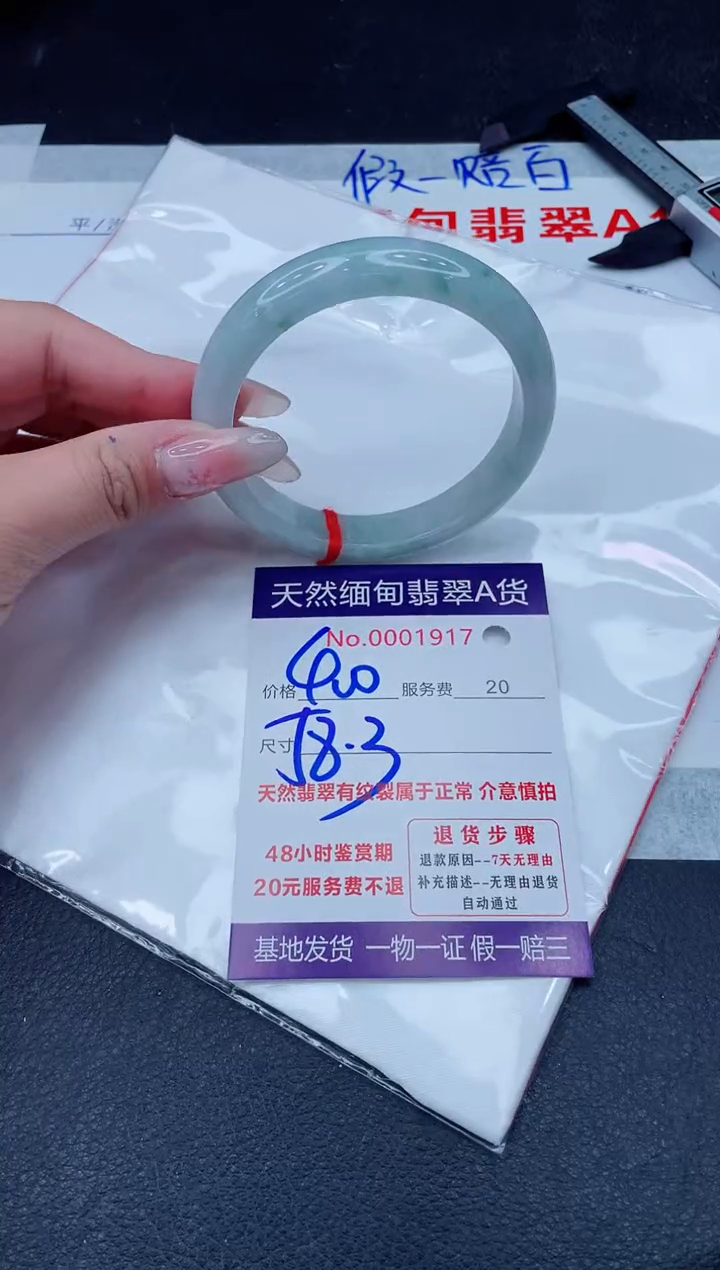 假一赔百
平/
甸翡翠A
天然缅甸翡翠A货
No.0001917
价格 400 服务费 20
尺寸 58.3
天然翡翠有纹裂属于正常 介意慎拍
48小时鉴赏期
20元服务费不退
退货步骤
退款原因--7天无理由
补充描述--无理由退货
自动通过
基地发货 一物一证 假一赔三